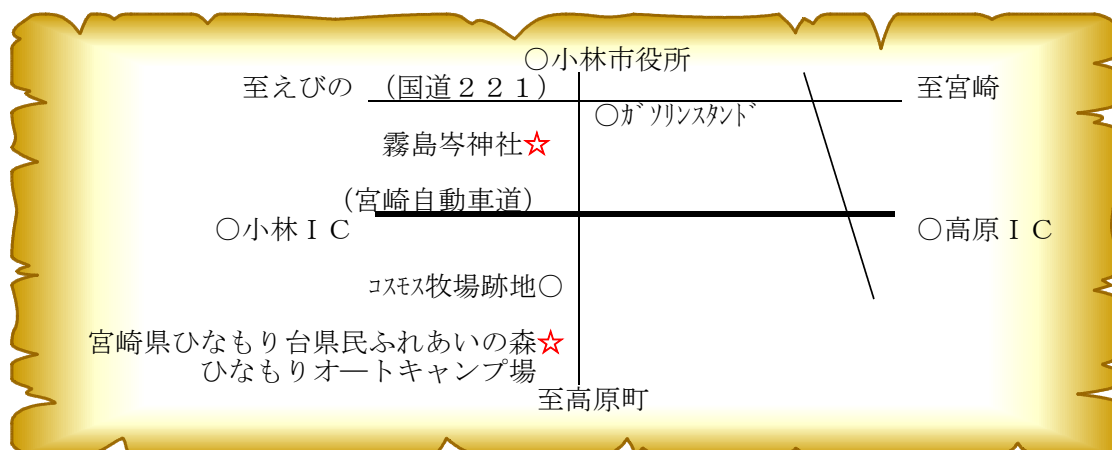 ○小林市役所
至えびの （国道２２１） 至宮崎
○ｶﾞｿﾘﾝｽﾀﾝﾄﾞ
霧島岑神社☆
（宮崎自動車道）
○小林ＩＣ ○高原ＩＣ
ｺｽﾓｽ牧場跡地○
宮崎県ひなもり台県民ふれあいの森☆
ひなもりオートキャンプ場
至高原町